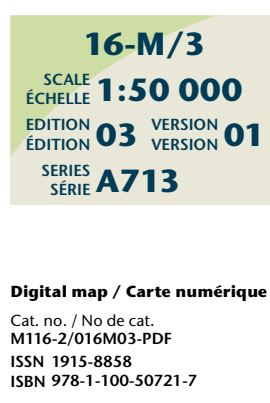 16-M/3
SCALE
ÉCHELLE 1:50 000
EDITION
ÉDITION 03 VERSION
VERSION 01
SERIES
SÉRIE A713
Digital map / Carte numérique
Cat. no. / No de cat.
M116-2/016M03-PDF
ISSN 1915-8858
ISBN 978-1-100-50721-7